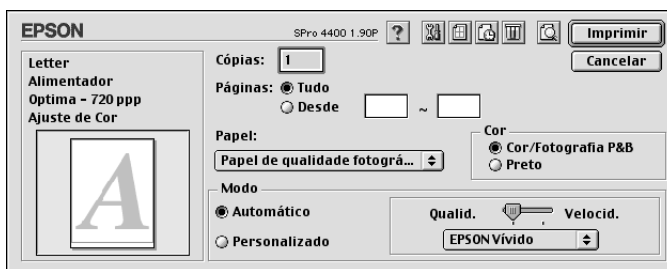 EPSON
SPro 4400 1.90P
?
Imprimir
Letter
Alimentador
Optima - 720 ppp
Ajuste de Cor
A
Cópias: 1
Cancelar
Páginas: Tudo
Desde ~
Papel:
Papel de qualidade fotográ...
Cor
Cor/Fotografia P&B
Preto
Modo
Automático
Personalizado
Qualid. Velocid.
EPSON Vívido